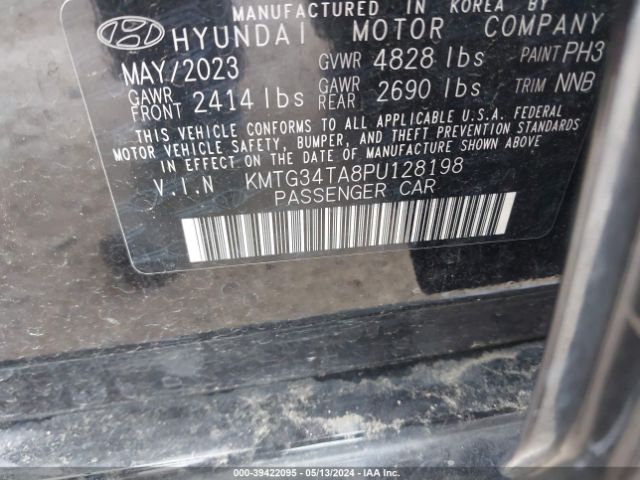 MANUFACTURED IN KOREA BY
HYUNDAI MOTOR COMPANY
MAY/2023 GVWR 4828 lbs PAINT PH3
GAWR FRONT 2414 lbs GAWR REAR 2690 lbs TRIM NNB
THIS VEHICLE CONFORMS TO ALL APPLICABLE U.S.A. FEDERAL
MOTOR VEHICLE SAFETY, BUMPER, AND THEFT PREVENTION STANDARDS
IN EFFECT ON THE DATE OF MANUFACTURE SHOWN ABOVE.
V.I.N KMTG34TA8PU128198
PASSENGER CAR
000-39422095 - 05/13/2024 - IAA Inc.